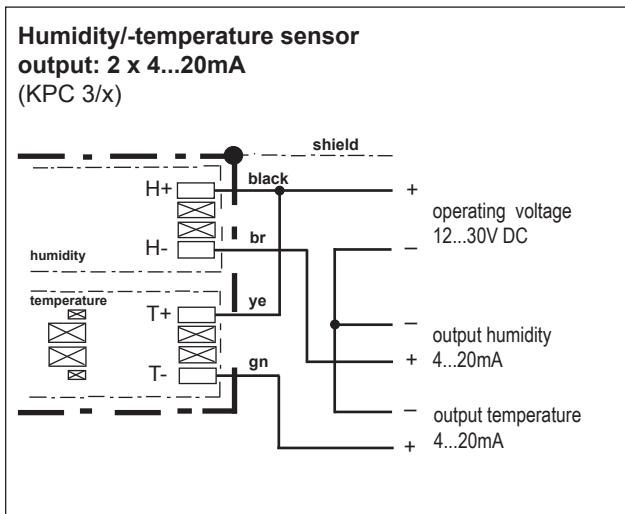 Humidity/-temperature sensor
output: 2 x 4...20mA
(KPC 3/x)
shield
black
H+
+
operating voltage
12...30V DC
H-
br
–
humidity
temperature
T+
ye
–
output humidity
4...20mA
+
T-
gn
–
output temperature
4...20mA
+